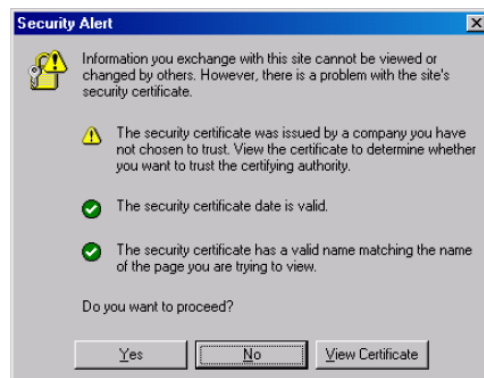 Security Alert
Information you exchange with this site cannot be viewed or
changed by others. However, there is a problem with the site's
security certificate.
The security certificate was issued by a company you have
not chosen to trust. View the certificate to determine whether
you want to trust the certifying authority.
The security certificate date is valid.
The security certificate has a valid name matching the name
of the page you are trying to view.
Do you want to proceed?
Yes No View Certificate